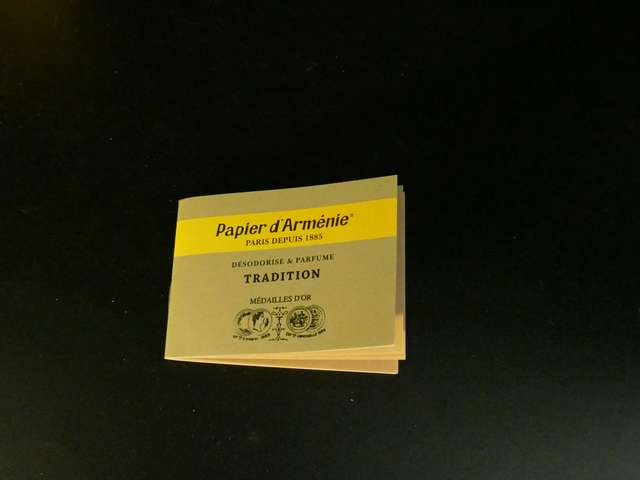 Papier d'Arménie®
PARIS DEPUIS 1885
DÉSODORISE & PARFUME
TRADITION
MÉDAILLES D'OR